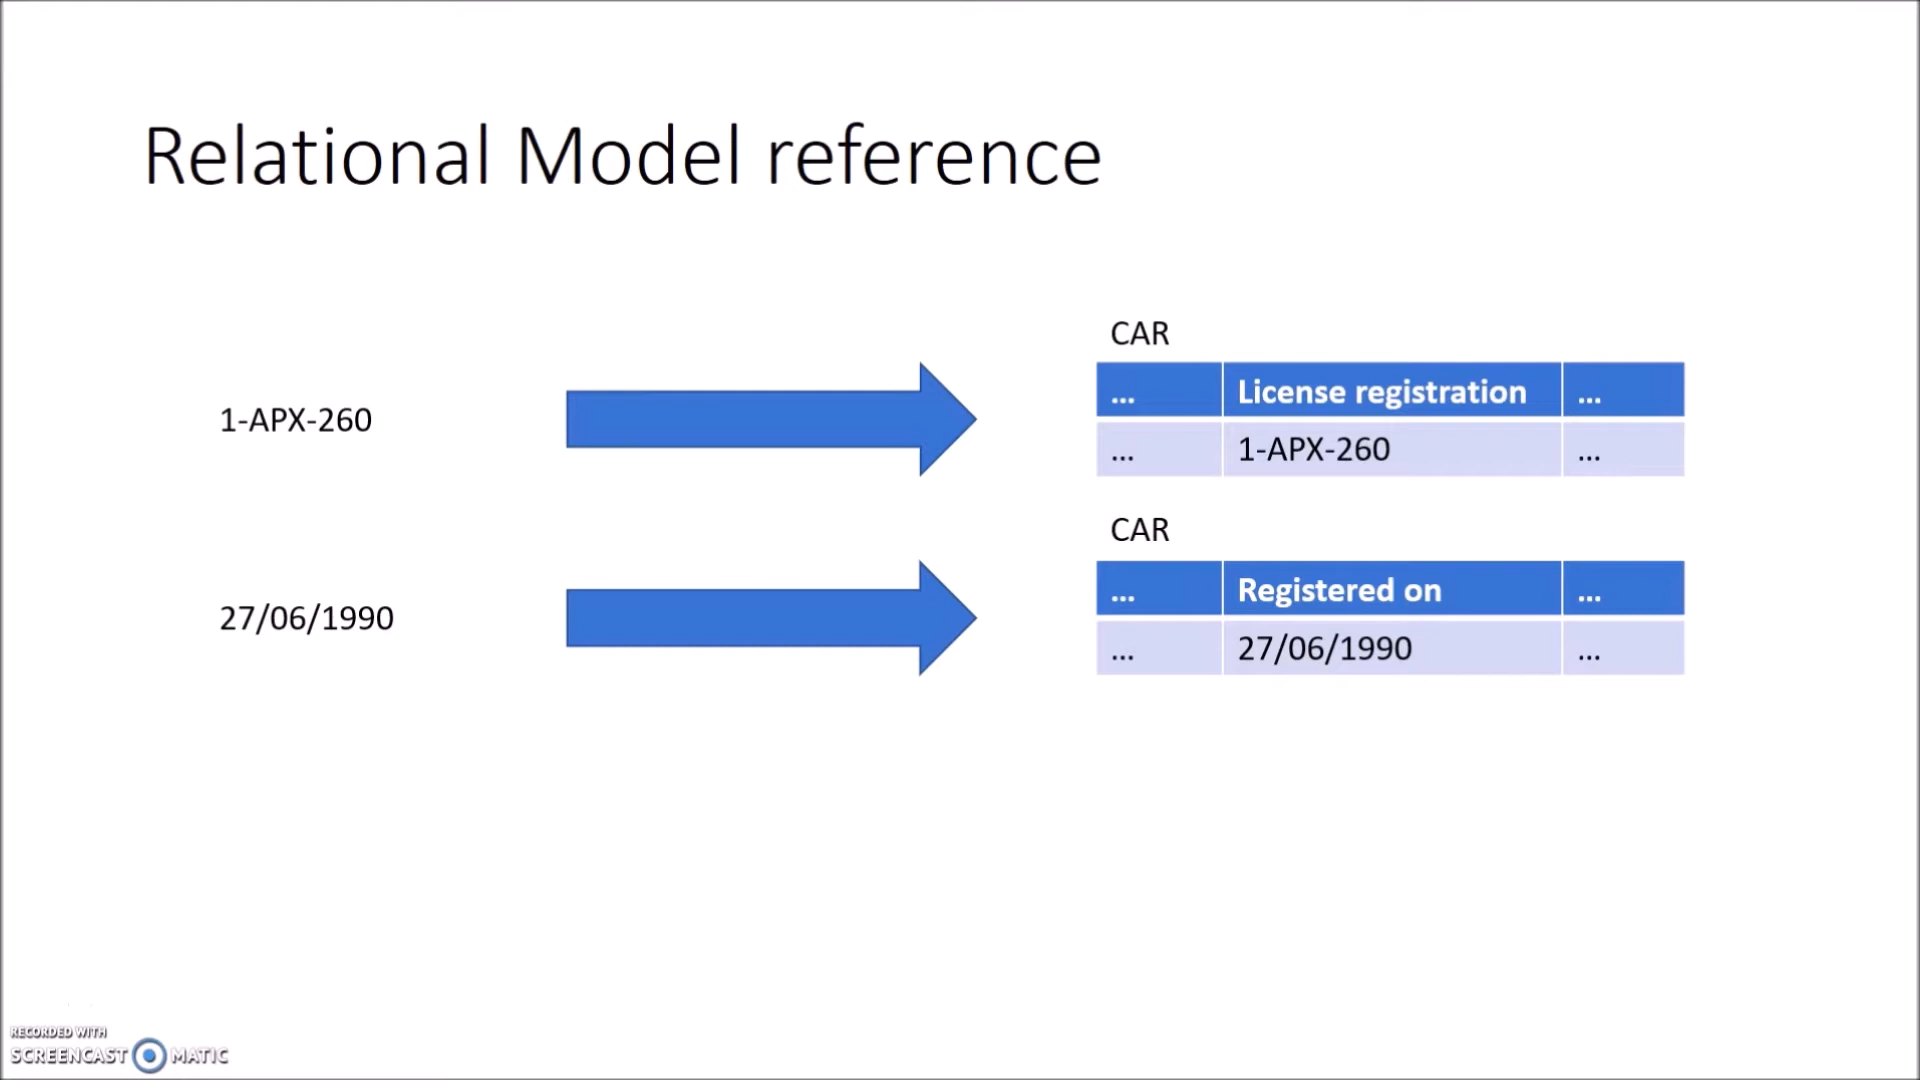 Relational Model reference
CAR
... License registration ...
1-APX-260
... 1-APX-260 ...
CAR
... Registered on ...
27/06/1990
... 27/06/1990 ...
RECORDED WITH
SCREENCAST MATIC